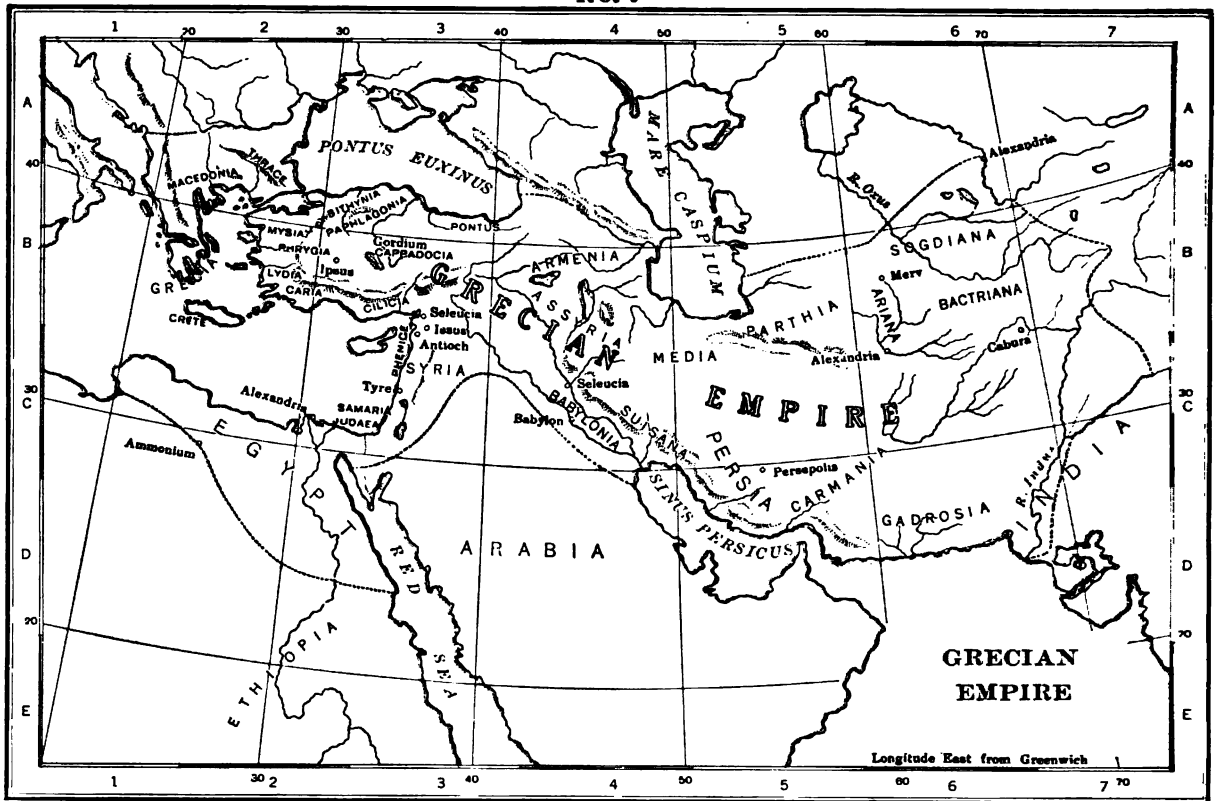 1 20 2 30 3 40 4 50 5 60 6 70 7
A
A
40
40
B
B
30
30
C
C
D
D
20
E
E
PONTUS EUXINUS
MARE CASPIUM
Alexandria
R. Oxus
THRACE
MACEDONIA
BITHYNIA
PAPHLAGONIA
MYSIA
PONTUS
PHRYGIA
Gordium
CAPPADOCIA
Ipsus
LYDIA
CARIA
CILICIA
CRETE
ARMENIA
ASSYRIA
SOGDIANA
Merv
BACTRIANA
ARIANA
PARTHIA
MEDIA
Alexandria
Cabura
GRECIAN
EMPIRE
Seleucia
Issus
Antioch
PHENICE
SYRIA
Tyre
SAMARIA
JUDAEA
Alexandria
Ammonium
EGYPT
Seleucia
BABYLONIA
Babylon
SUISANA
PERSIA
Persepolis
CARMANIA
GADROSIA
R. Indus
INDIA
SINUS PERSICUS
ARABIA
RED SEA
ETHIOPIA
GRECIAN
EMPIRE
Longitude East from Greenwich
1 30 2 3 40 4 50 5 60 7 70